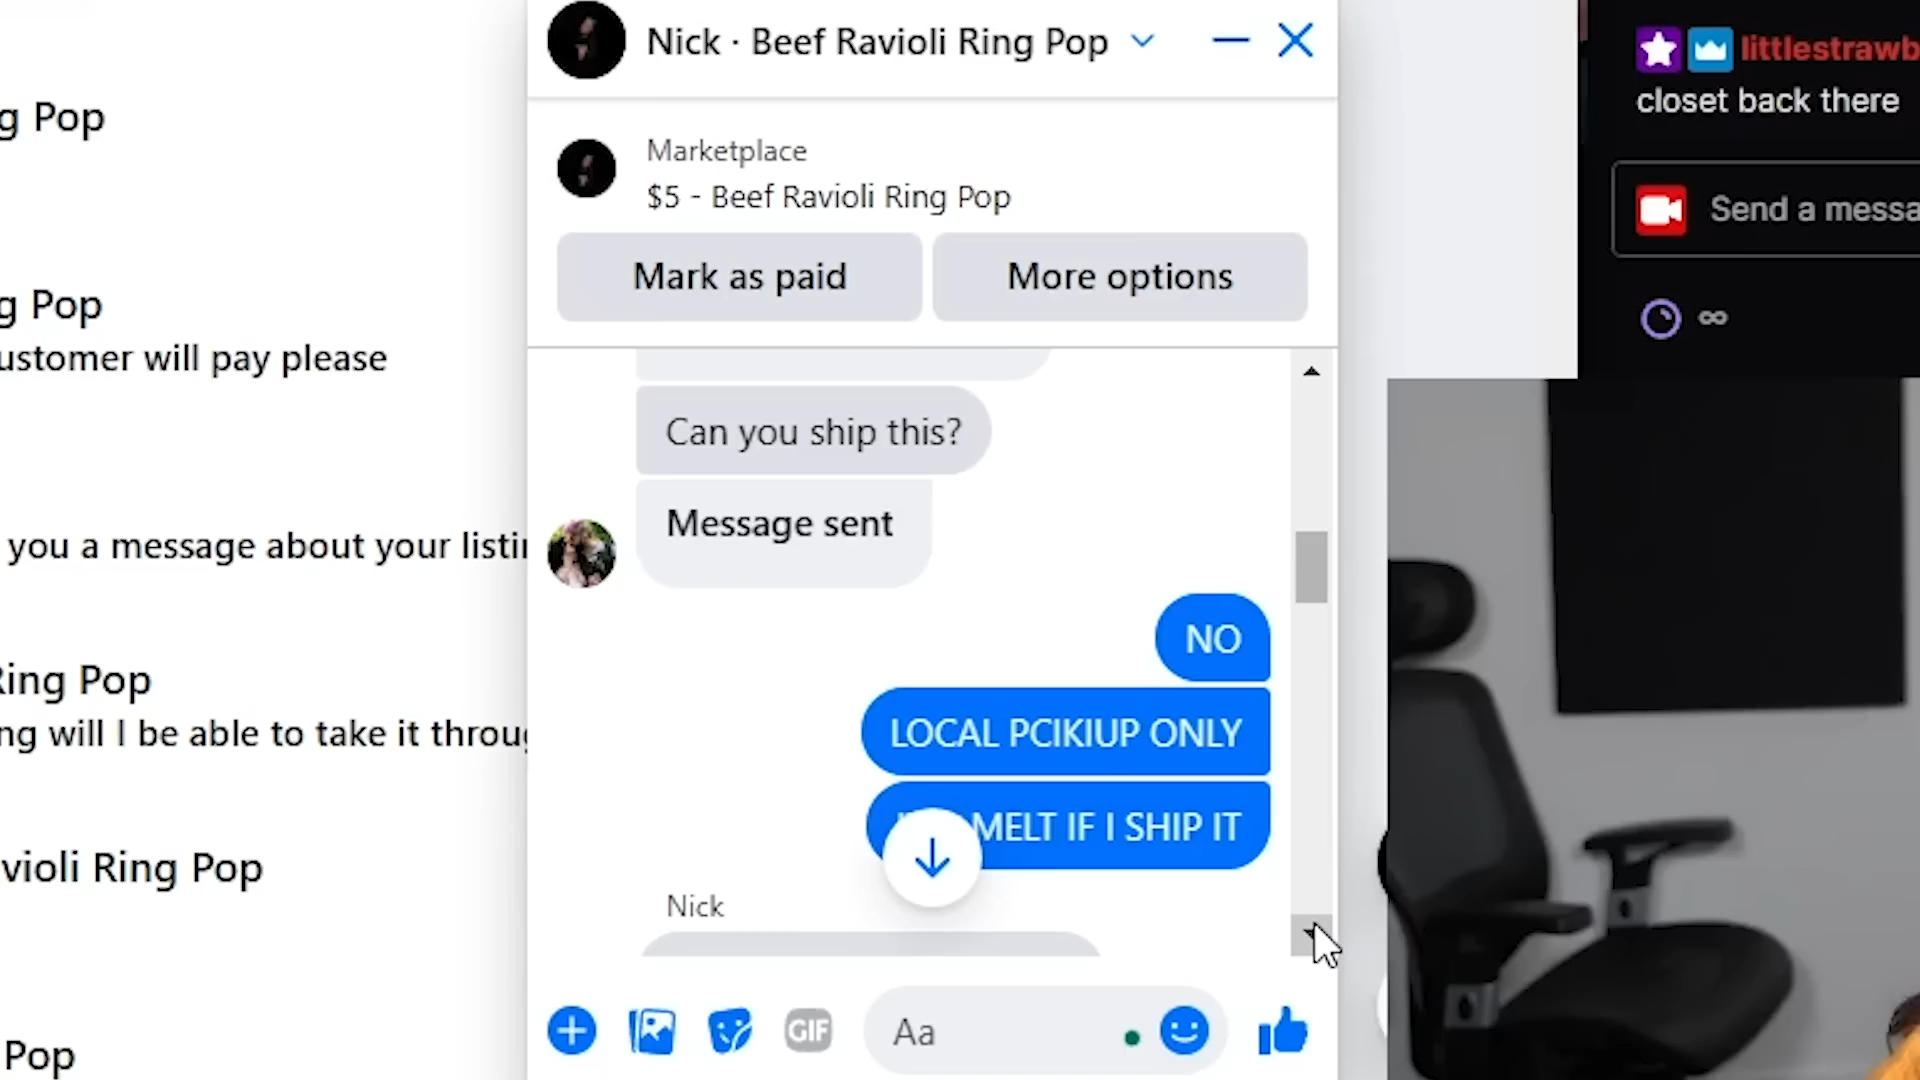 g Pop
g Pop
ustomer will pay please
you a message about your listin
Ring Pop
ng will I be able to take it throug
violi Ring Pop
Pop
Nick · Beef Ravioli Ring Pop
Marketplace
$5 - Beef Ravioli Ring Pop
Mark as paid
More options
Can you ship this?
Message sent
NO
LOCAL PCIKIUP ONLY
MELT IF I SHIP IT
Nick
GIF
Aa
littlestrawb
closet back there
Send a messa
∞